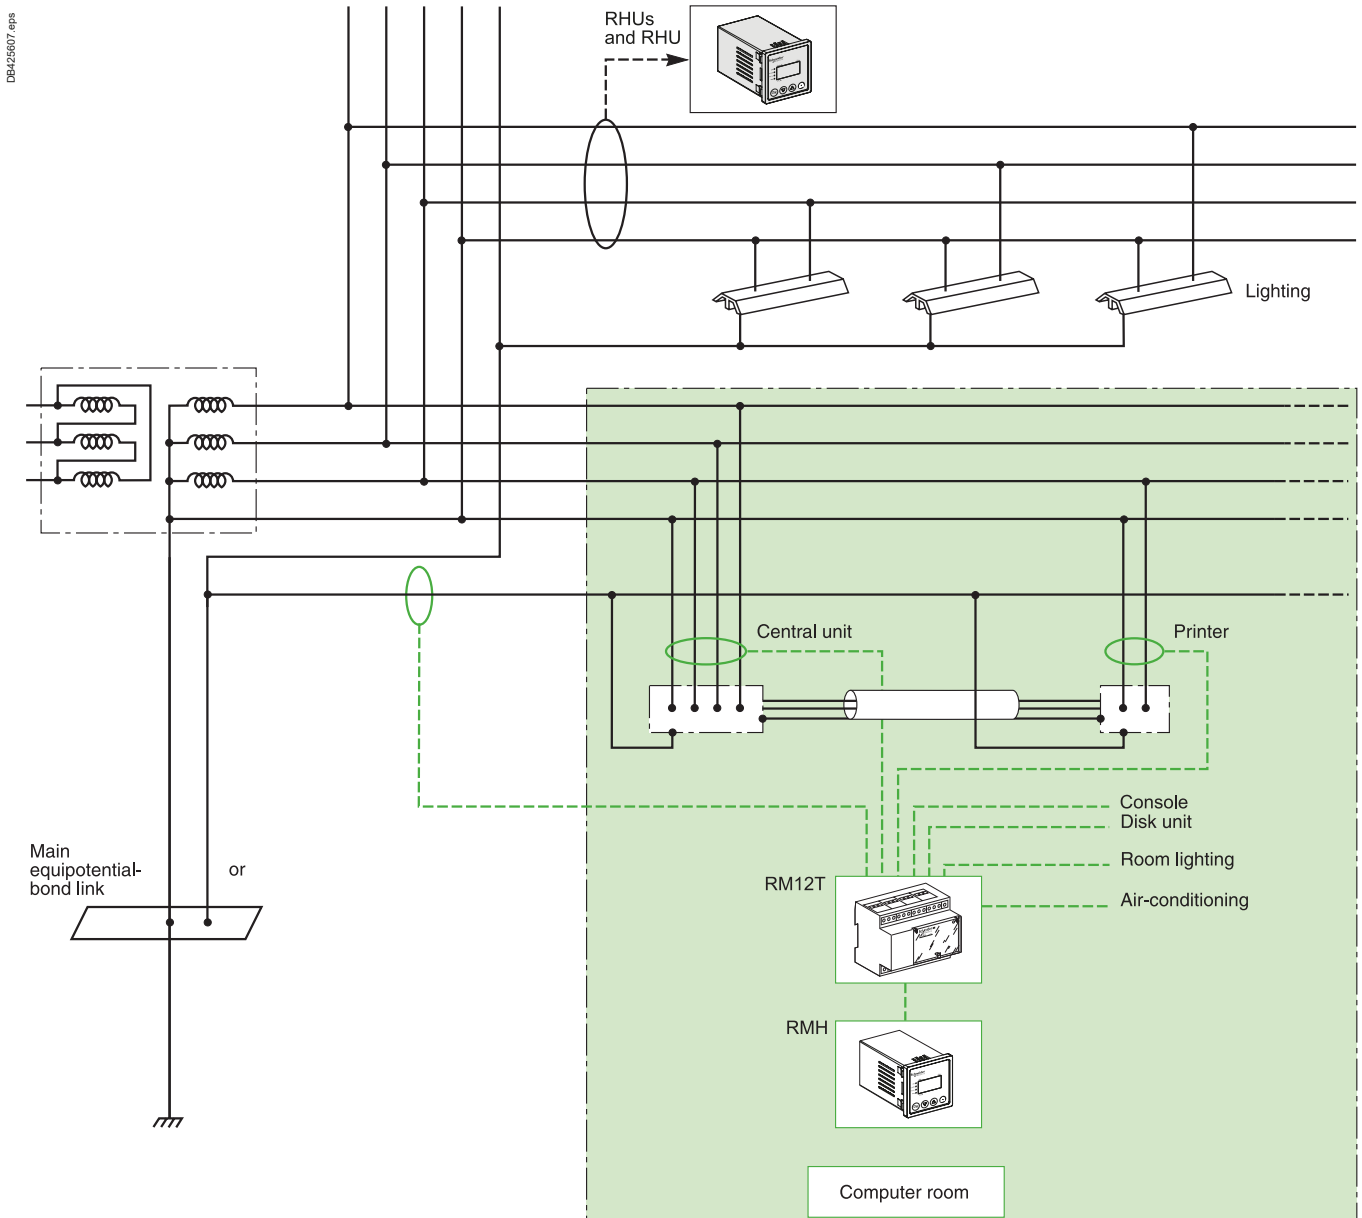 DB425607.eps
RHUs
and RHU
Lighting
Central unit
Printer
Console
Disk unit
Room lighting
Air-conditioning
Main
equipotential-
bond link
or
RM12T
RMH
Computer room